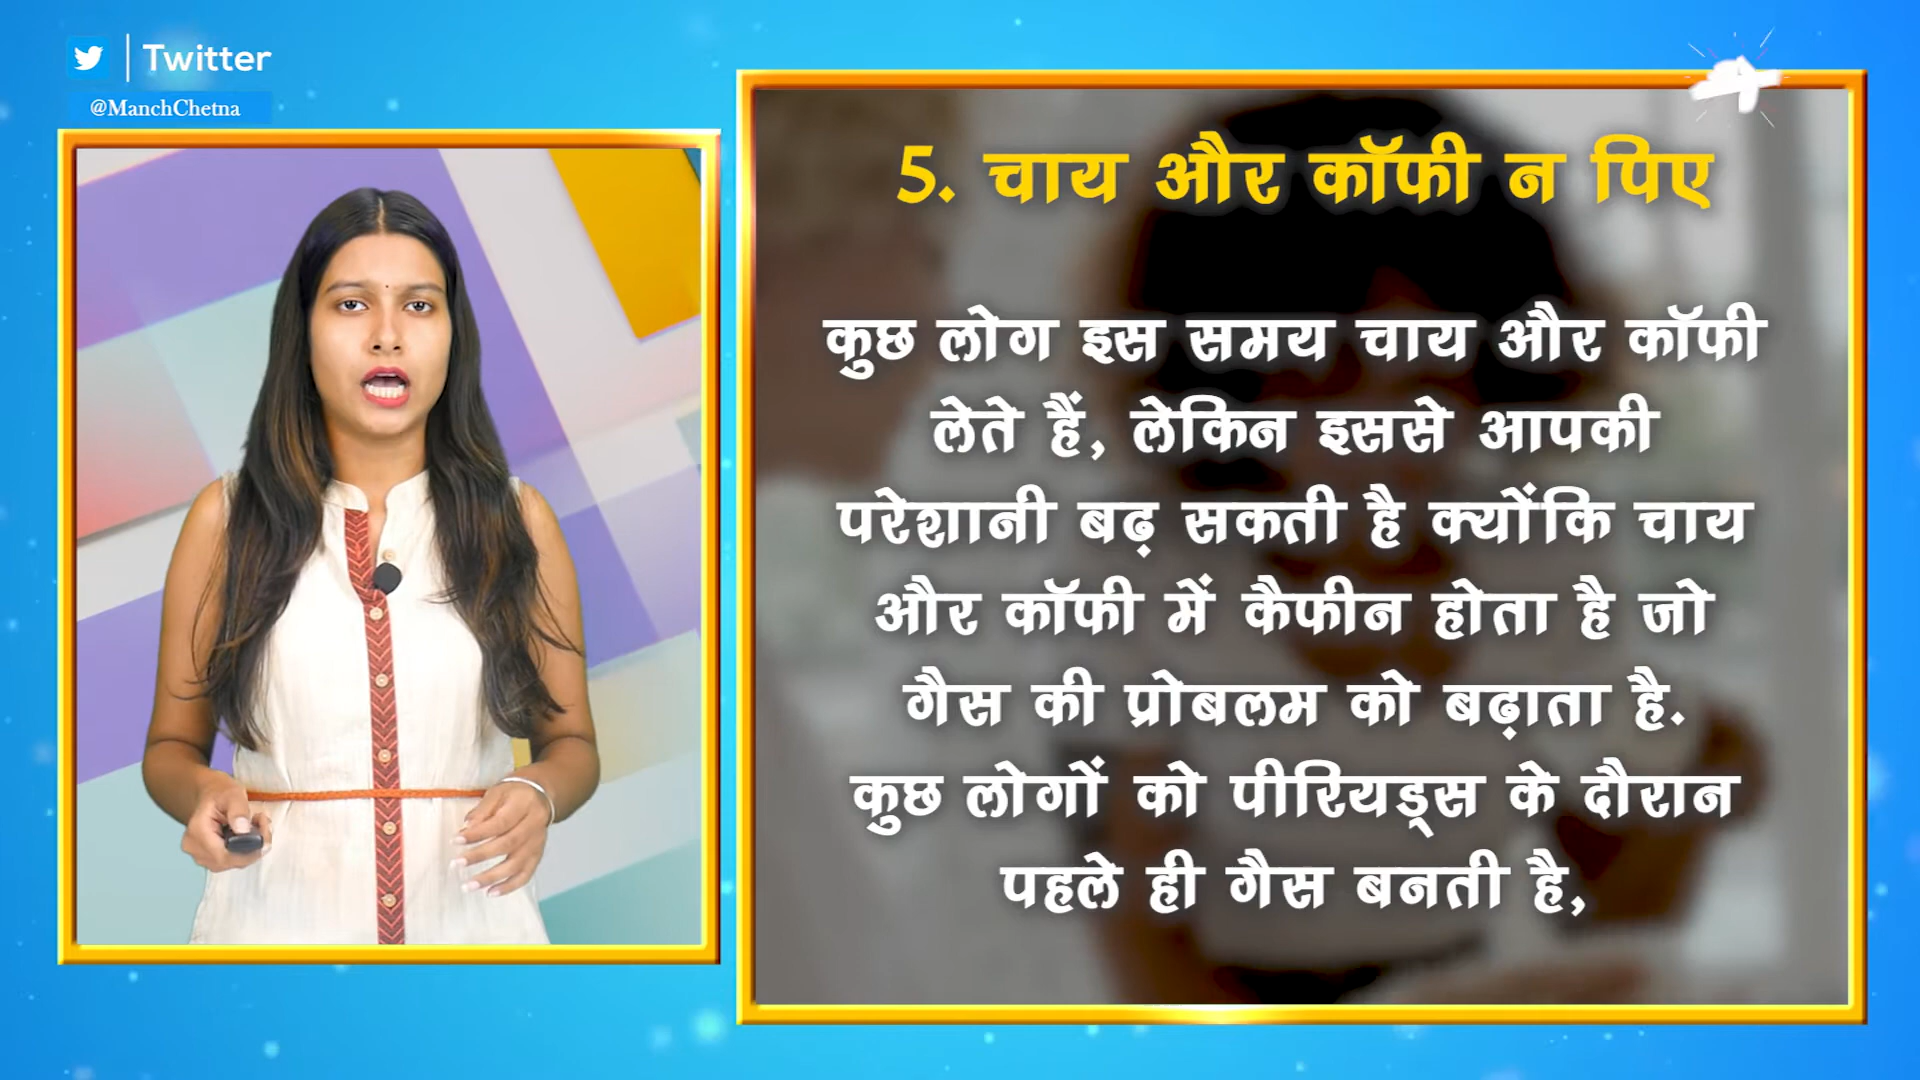 Twitter
@ManchChetna
5. चाय और कॉफी न पिए
कुछ लोग इस समय चाय और कॉफी
लेते हैं, लेकिन इससे आपकी
परेशानी बढ़ सकती है क्योंकि चाय
और कॉफी में कैफीन होता है जो
गैस की प्रोबलम को बढ़ाता है.
कुछ लोगों को पीरियड्स के दौरान
पहले ही गैस बनती है,